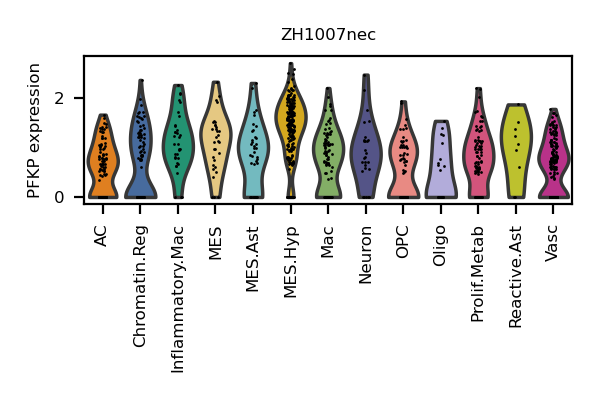 ZH1007nec
PFKP expression
2
0
AC
Chromatin.Reg
Inflammatory.Mac
MES
MES.Ast
MES.Hyp
Mac
Neuron
OPC
Oligo
Prolif.Metab
Reactive.Ast
Vasc